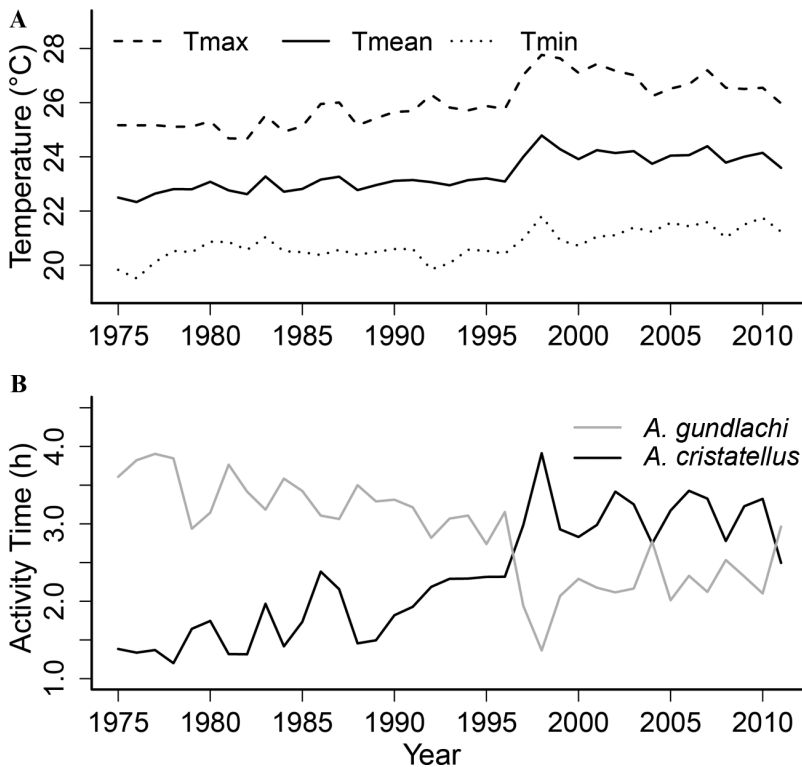 A
Tmax Tmean Tmin
Temperature (°C)
28
26
24
22
20
1975 1980 1985 1990 1995 2000 2005 2010
B
A. gundlachi
A. cristatellus
Activity Time (h)
4.0
3.0
2.0
1.0
1975 1980 1985 1990 1995 2000 2005 2010
Year